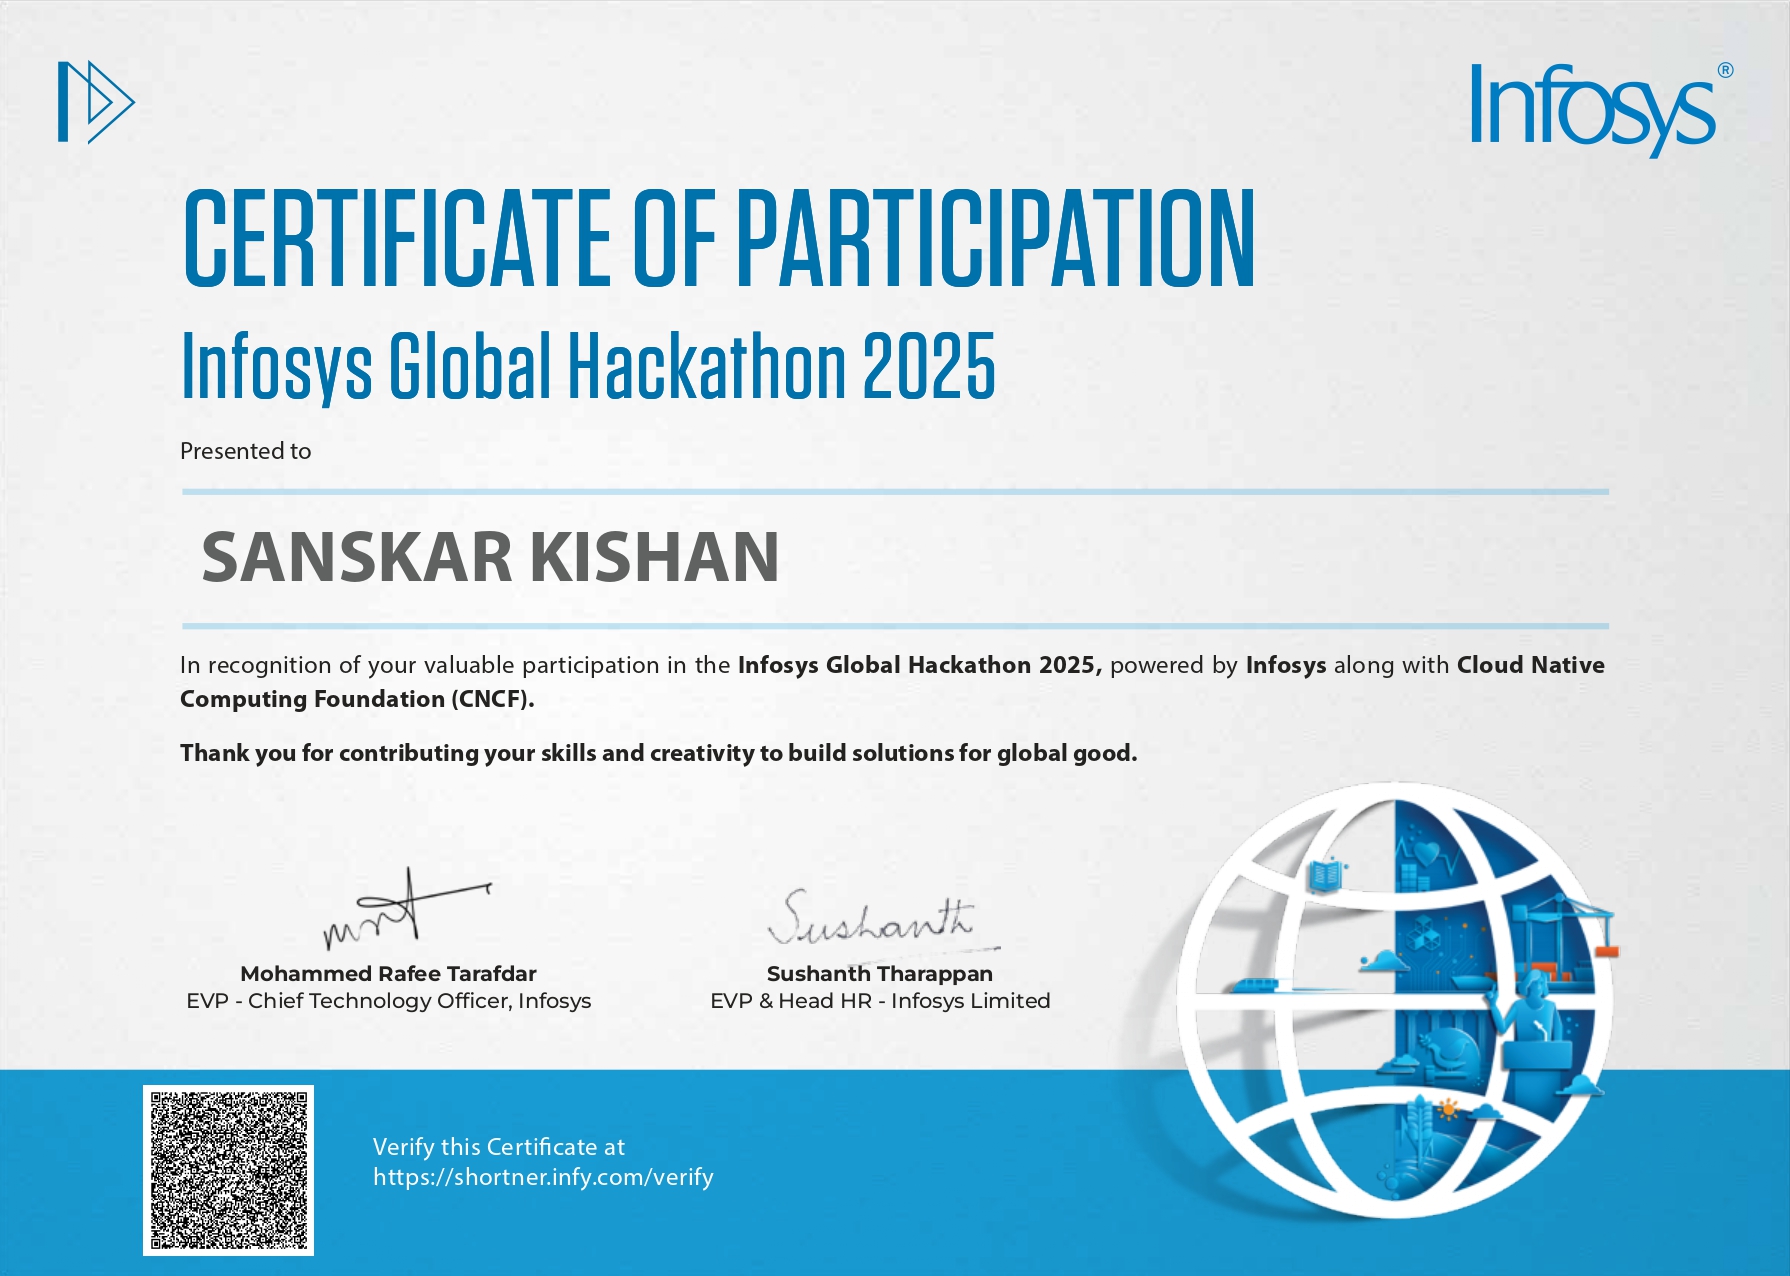 Infosys®
CERTIFICATE OF PARTICIPATION
Infosys Global Hackathon 2025
Presented to
SANSKAR KISHAN
In recognition of your valuable participation in the Infosys Global Hackathon 2025, powered by Infosys along with Cloud Native
Computing Foundation (CNCF).
Thank you for contributing your skills and creativity to build solutions for global good.
Sushanth
Mohammed Rafee Tarafdar
EVP - Chief Technology Officer, Infosys
Sushanth Tharappan
EVP & Head HR - Infosys Limited
Verify this Certificate at
https://shortner.infy.com/verify